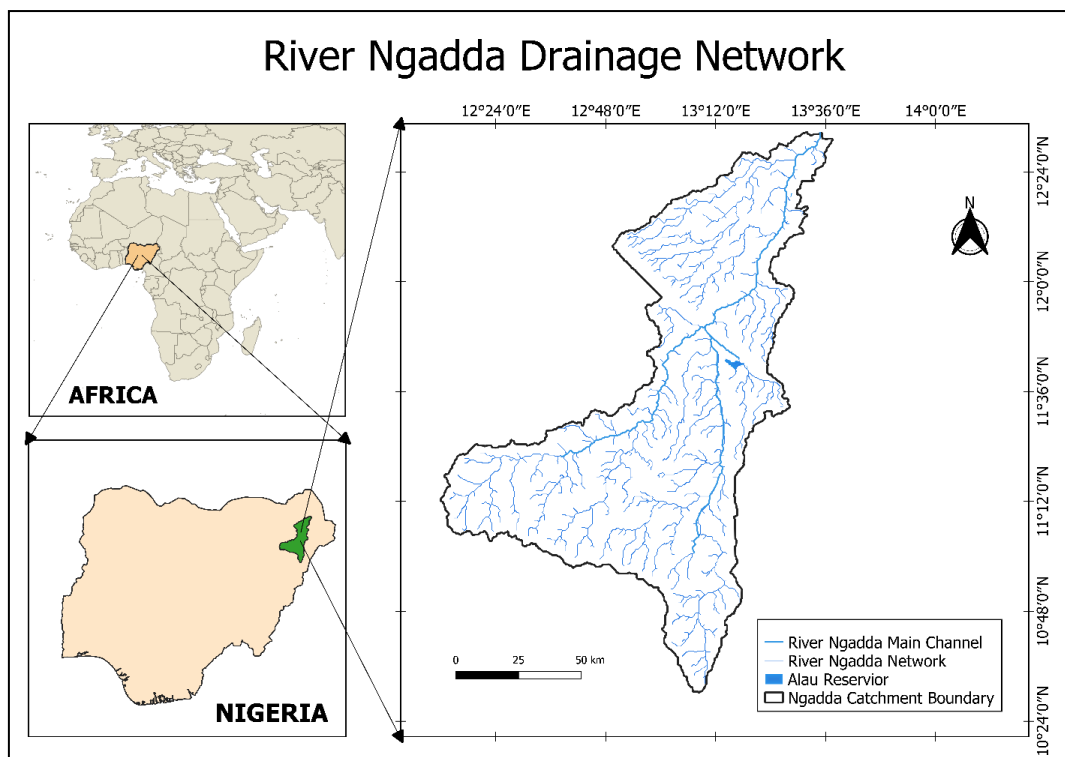 River Ngadda Drainage Network
12°24′0″E 12°48′0″E 13°12′0″E 13°36′0″E 14°0′0″E
AFRICA
NIGERIA
N
12°24′0″N
12°0′0″N
11°36′0″N
11°12′0″N
10°48′0″N
10°24′0″N
0 25 50 km
River Ngadda Main Channel
River Ngadda Network
Alau Reservior
Ngadda Catchment Boundary